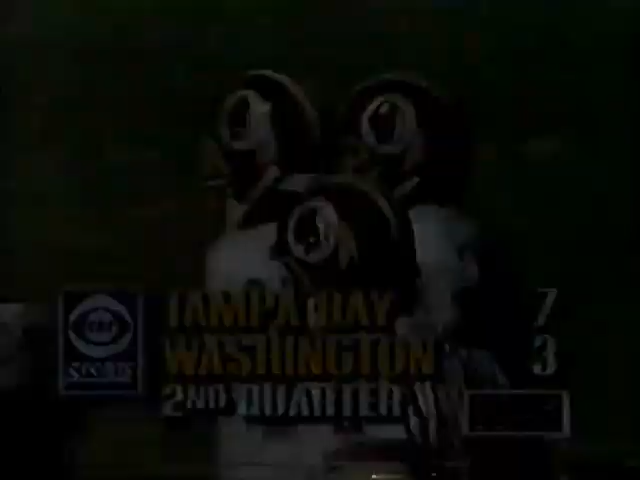 TAMPA BAY 7
WASHINGTON 3
2ND QUARTER
CBS
SPORTS